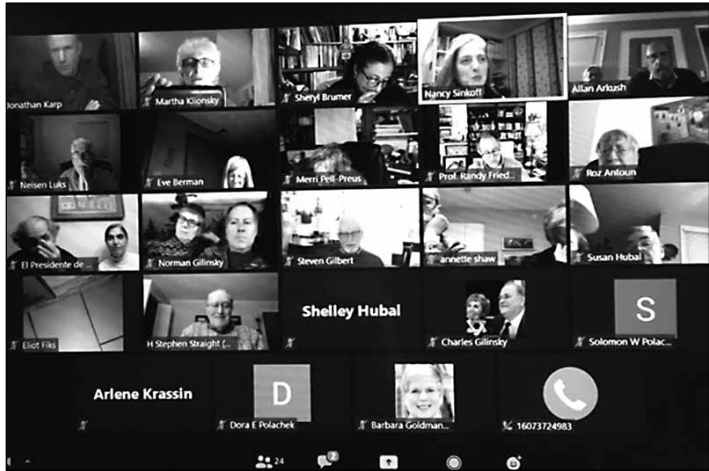 Jonathan Karp
Martha Klionsky
Sheryl Brumer
Nancy Sinkoff
Allan Arkush
Neisen Luks
Eve Berman
Merri Pell-Preus
Prof. Randy Fried...
Roz Antoun
El Presidente de ...
Norman Gilinsky
Steven Gilbert
annette shaw
Susan Hubal
Eliot Fiks
H Stephen Straight (...
Shelley Hubal
Charles Gilinsky
S
Solomon W Polac...
Arlene Krassin
D
Dora E Polachek
Barbara Goldman...
16073724983
24
2